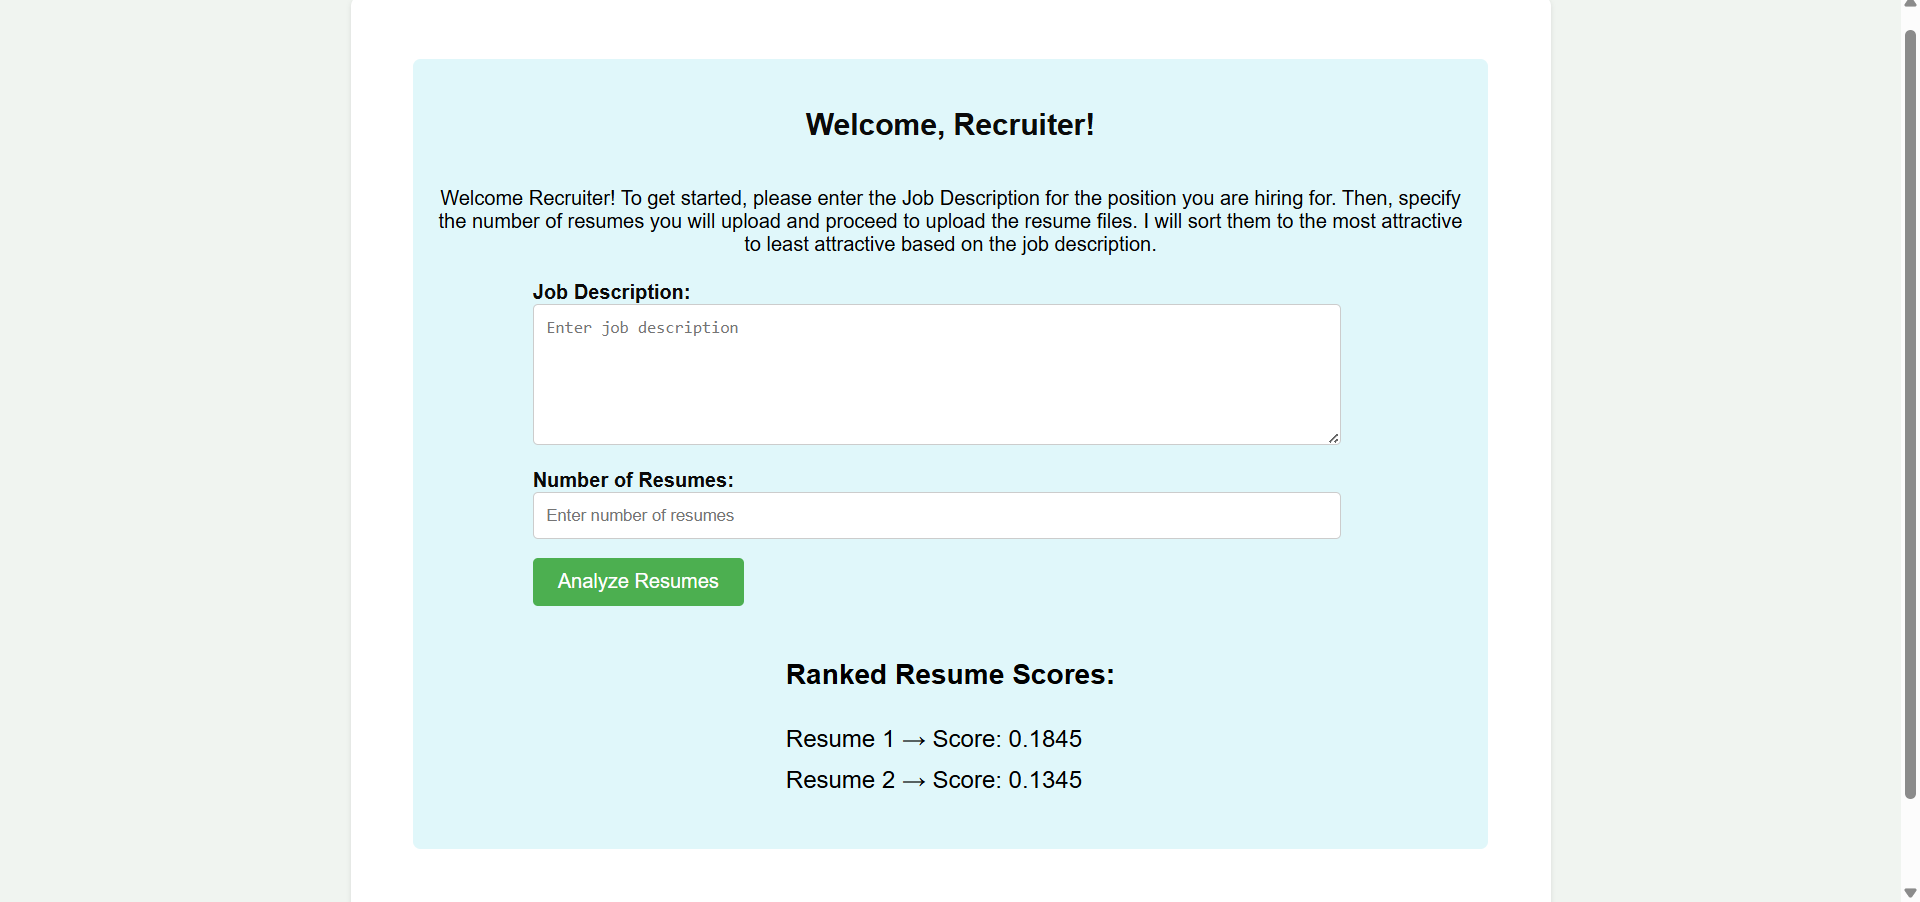 Welcome, Recruiter!
Welcome Recruiter! To get started, please enter the Job Description for the position you are hiring for. Then, specify
the number of resumes you will upload and proceed to upload the resume files. I will sort them to the most attractive
to least attractive based on the job description.
Job Description:
Enter job description
Number of Resumes:
Enter number of resumes
Analyze Resumes
Ranked Resume Scores:
Resume 1 → Score: 0.1845
Resume 2 → Score: 0.1345